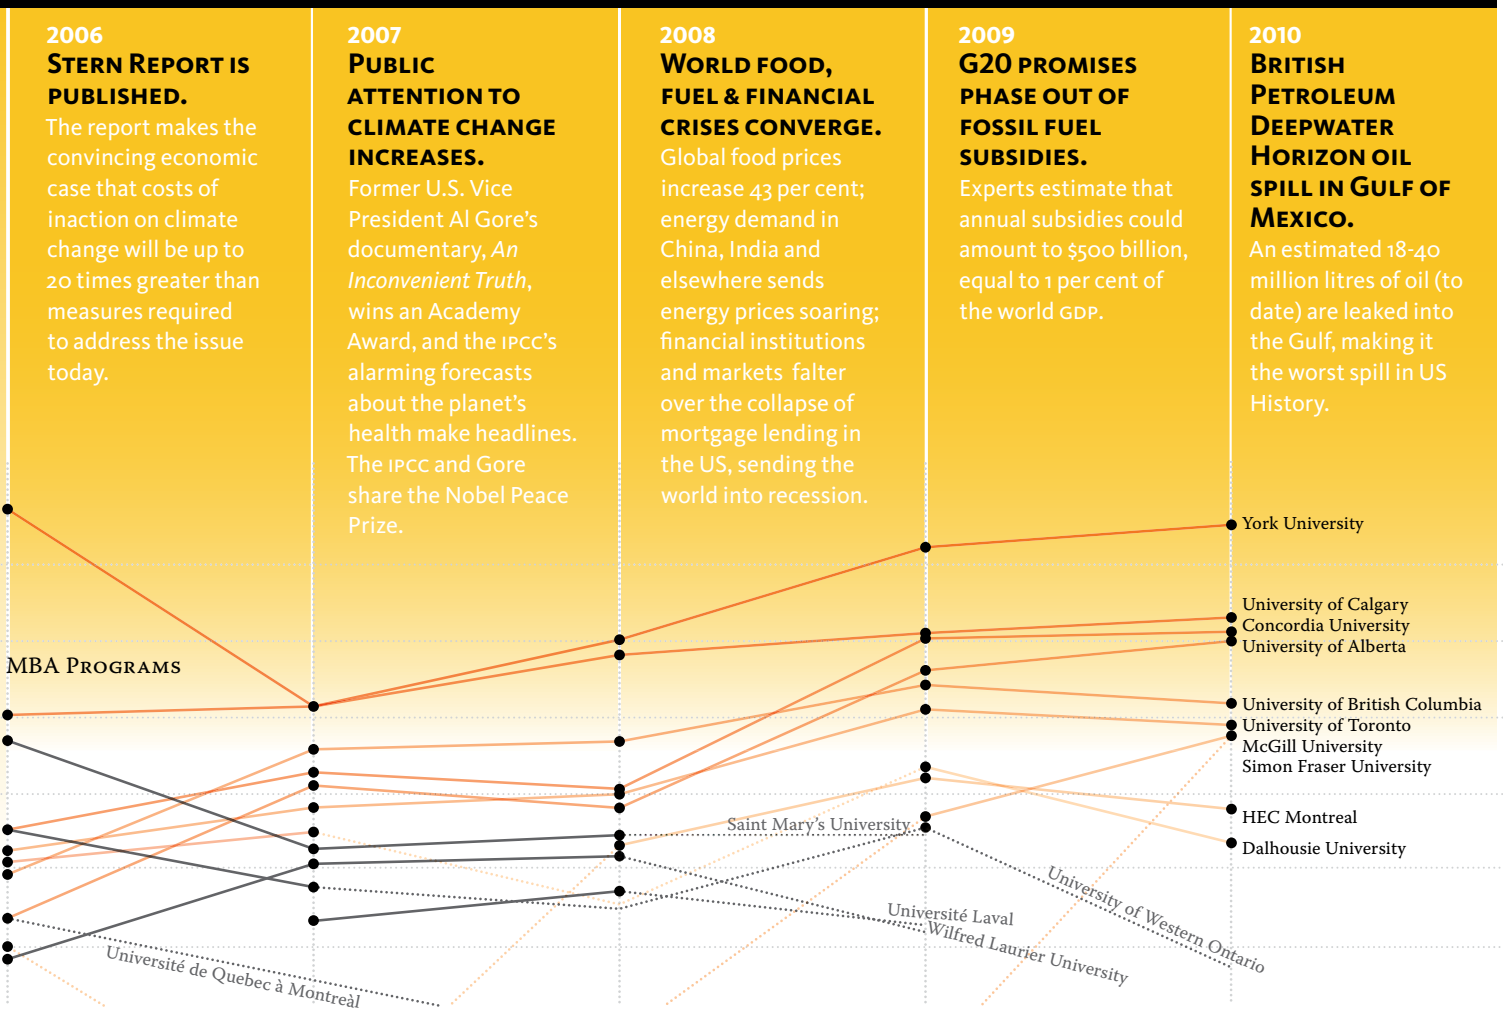 2006
STERN REPORT IS
PUBLISHED.
The report makes the
convincing economic
case that costs of
inaction on climate
change will be up to
20 times greater than
measures required
to address the issue
today.
2007
PUBLIC
ATTENTION TO
CLIMATE CHANGE
INCREASES.
Former U.S. Vice
President Al Gore's
documentary, An
Inconvenient Truth,
wins an Academy
Award, and the IPCC's
alarming forecasts
about the planet's
health make headlines.
The IPCC and Gore
share the Nobel Peace
Prize.
2008
WORLD FOOD,
FUEL & FINANCIAL
CRISES CONVERGE.
Global food prices
increase 43 per cent;
energy demand in
China, India and
elsewhere sends
energy prices soaring;
financial institutions
and markets falter
over the collapse of
mortgage lending in
the US, sending the
world into recession.
2009
G20 PROMISES
PHASE OUT OF
FOSSIL FUEL
SUBSIDIES.
Experts estimate that
annual subsidies could
amount to $500 billion,
equal to 1 per cent of
the world GDP.
2010
BRITISH
PETROLEUM
DEEPWATER
HORIZON OIL
SPILL IN GULF OF
MEXICO.
An estimated 18-40
million litres of oil (to
date) are leaked into
the Gulf, making it
the worst spill in US
History.
MBA PROGRAMS
York University
University of Calgary
Concordia University
University of Alberta
University of British Columbia
University of Toronto
McGill University
Simon Fraser University
HEC Montreal
Dalhousie University
Saint Mary's University
Université Laval
Wilfred Laurier University
University of Western Ontario
Université de Quebec à Montreàl